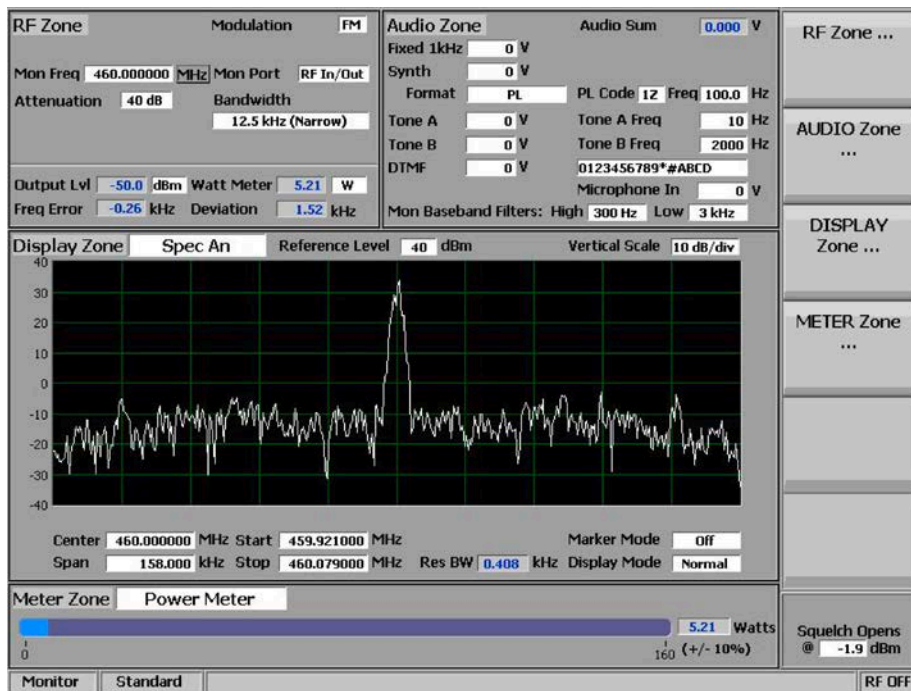 RF Zone Modulation FM
Mon Freq 460.000000 MHz Mon Port RF In/Out
Attenuation 40 dB Bandwidth
12.5 kHz (Narrow)
Output Lvl -50.0 dBm Watt Meter 5.21 W
Freq Error -0.26 kHz Deviation 1.52 kHz
Audio Zone Audio Sum 0.000 V
Fixed 1kHz 0 V
Synth 0 V
Format PL PL Code 1Z Freq 100.0 Hz
Tone A 0 V Tone A Freq 10 Hz
Tone B 0 V Tone B Freq 2000 Hz
DTMF 0 V 0123456789*#ABCD
Microphone In 0 V
Mon Baseband Filters: High 300 Hz Low 3 kHz
RF Zone ...
AUDIO Zone
...
DISPLAY
Zone ...
METER Zone
...
Display Zone Spec An Reference Level 40 dBm Vertical Scale 10 dB/div
40
30
20
10
0
-10
-20
-30
-40
Center 460.000000 MHz Start 459.921000 MHz Marker Mode Off
Span 158.000 kHz Stop 460.079000 MHz Res BW 0.408 kHz Display Mode Normal
Meter Zone Power Meter
5.21 Watts
0 160 (+/- 10%)
Squelch Opens
@ -1.9 dBm
Monitor Standard RF OFF